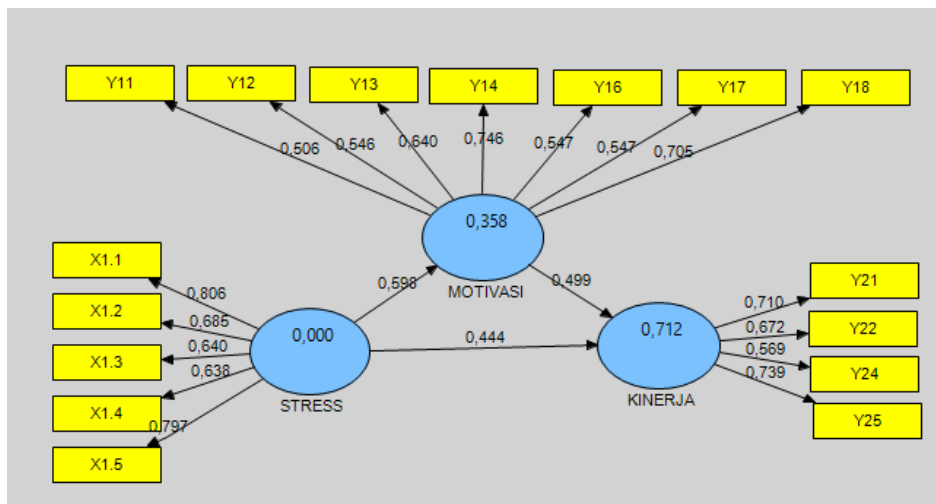 Y11
Y12
Y13
Y14
Y16
Y17
Y18
0,506
0,546
0,640
0,746
0,547
0,547
0,705
0,358
MOTIVASI
X1.1
X1.2
X1.3
X1.4
X1.5
0,806
0,685
0,640
0,638
0,797
0,598
0,499
0,444
0,000
STRESS
0,712
KINERJA
0,710
0,672
0,569
0,739
Y21
Y22
Y24
Y25